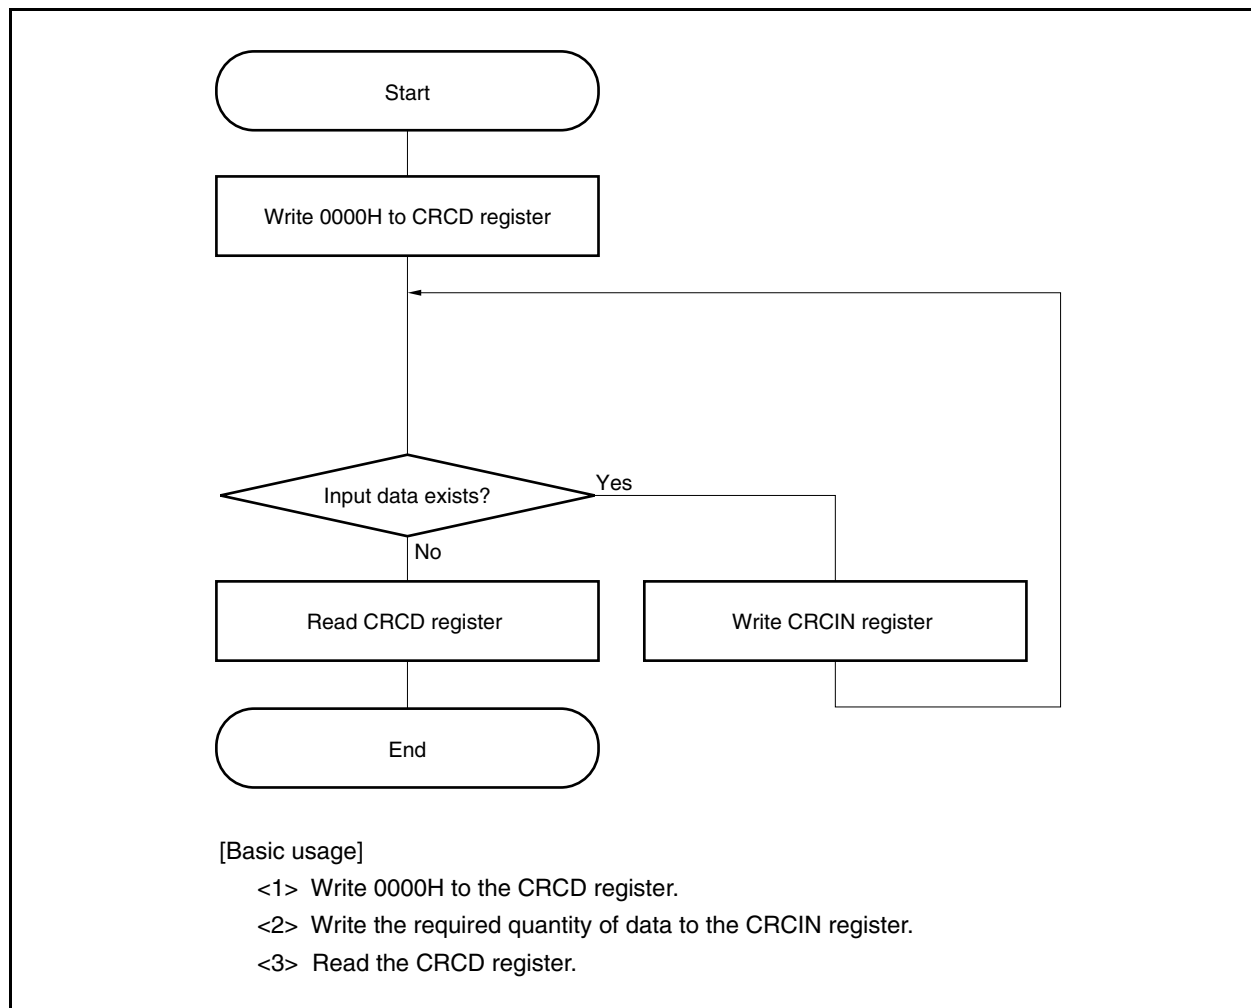 Start
Write 0000H to CRCD register
Input data exists?
Yes
No
Read CRCD register
Write CRCIN register
End
[Basic usage]
<1> Write 0000H to the CRCD register.
<2> Write the required quantity of data to the CRCIN register.
<3> Read the CRCD register.